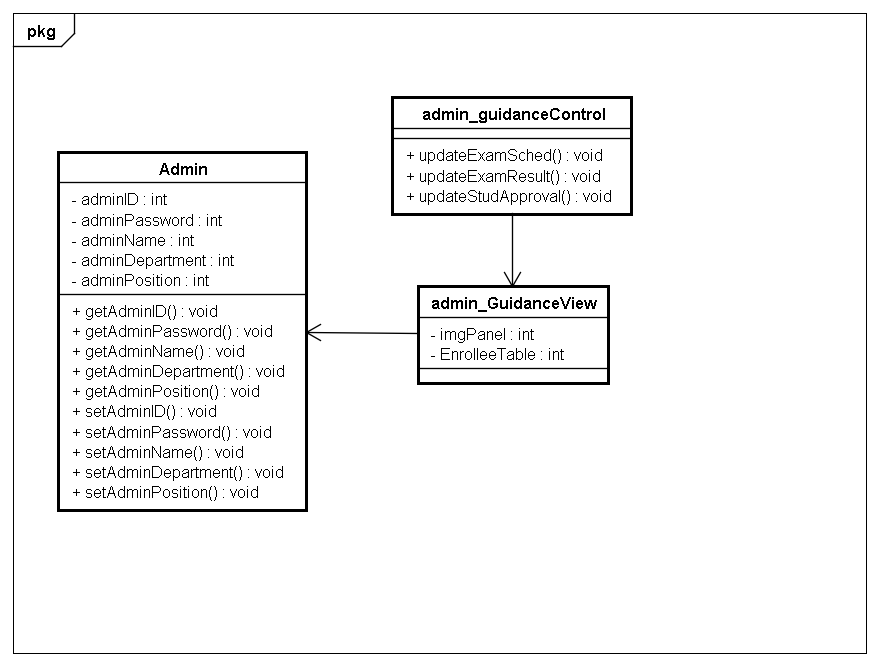 pkg
admin_guidanceControl
+ updateExamSched() : void
+ updateExamResult() : void
+ updateStudApproval() : void
Admin
- adminID : int
- adminPassword : int
- adminName : int
- adminDepartment : int
- adminPosition : int
+ getAdminID() : void
+ getAdminPassword() : void
+ getAdminName() : void
+ getAdminDepartment() : void
+ getAdminPosition() : void
+ setAdminID() : void
+ setAdminPassword() : void
+ setAdminName() : void
+ setAdminDepartment() : void
+ setAdminPosition() : void
admin_GuidanceView
- imgPanel : int
- EnrolleeTable : int